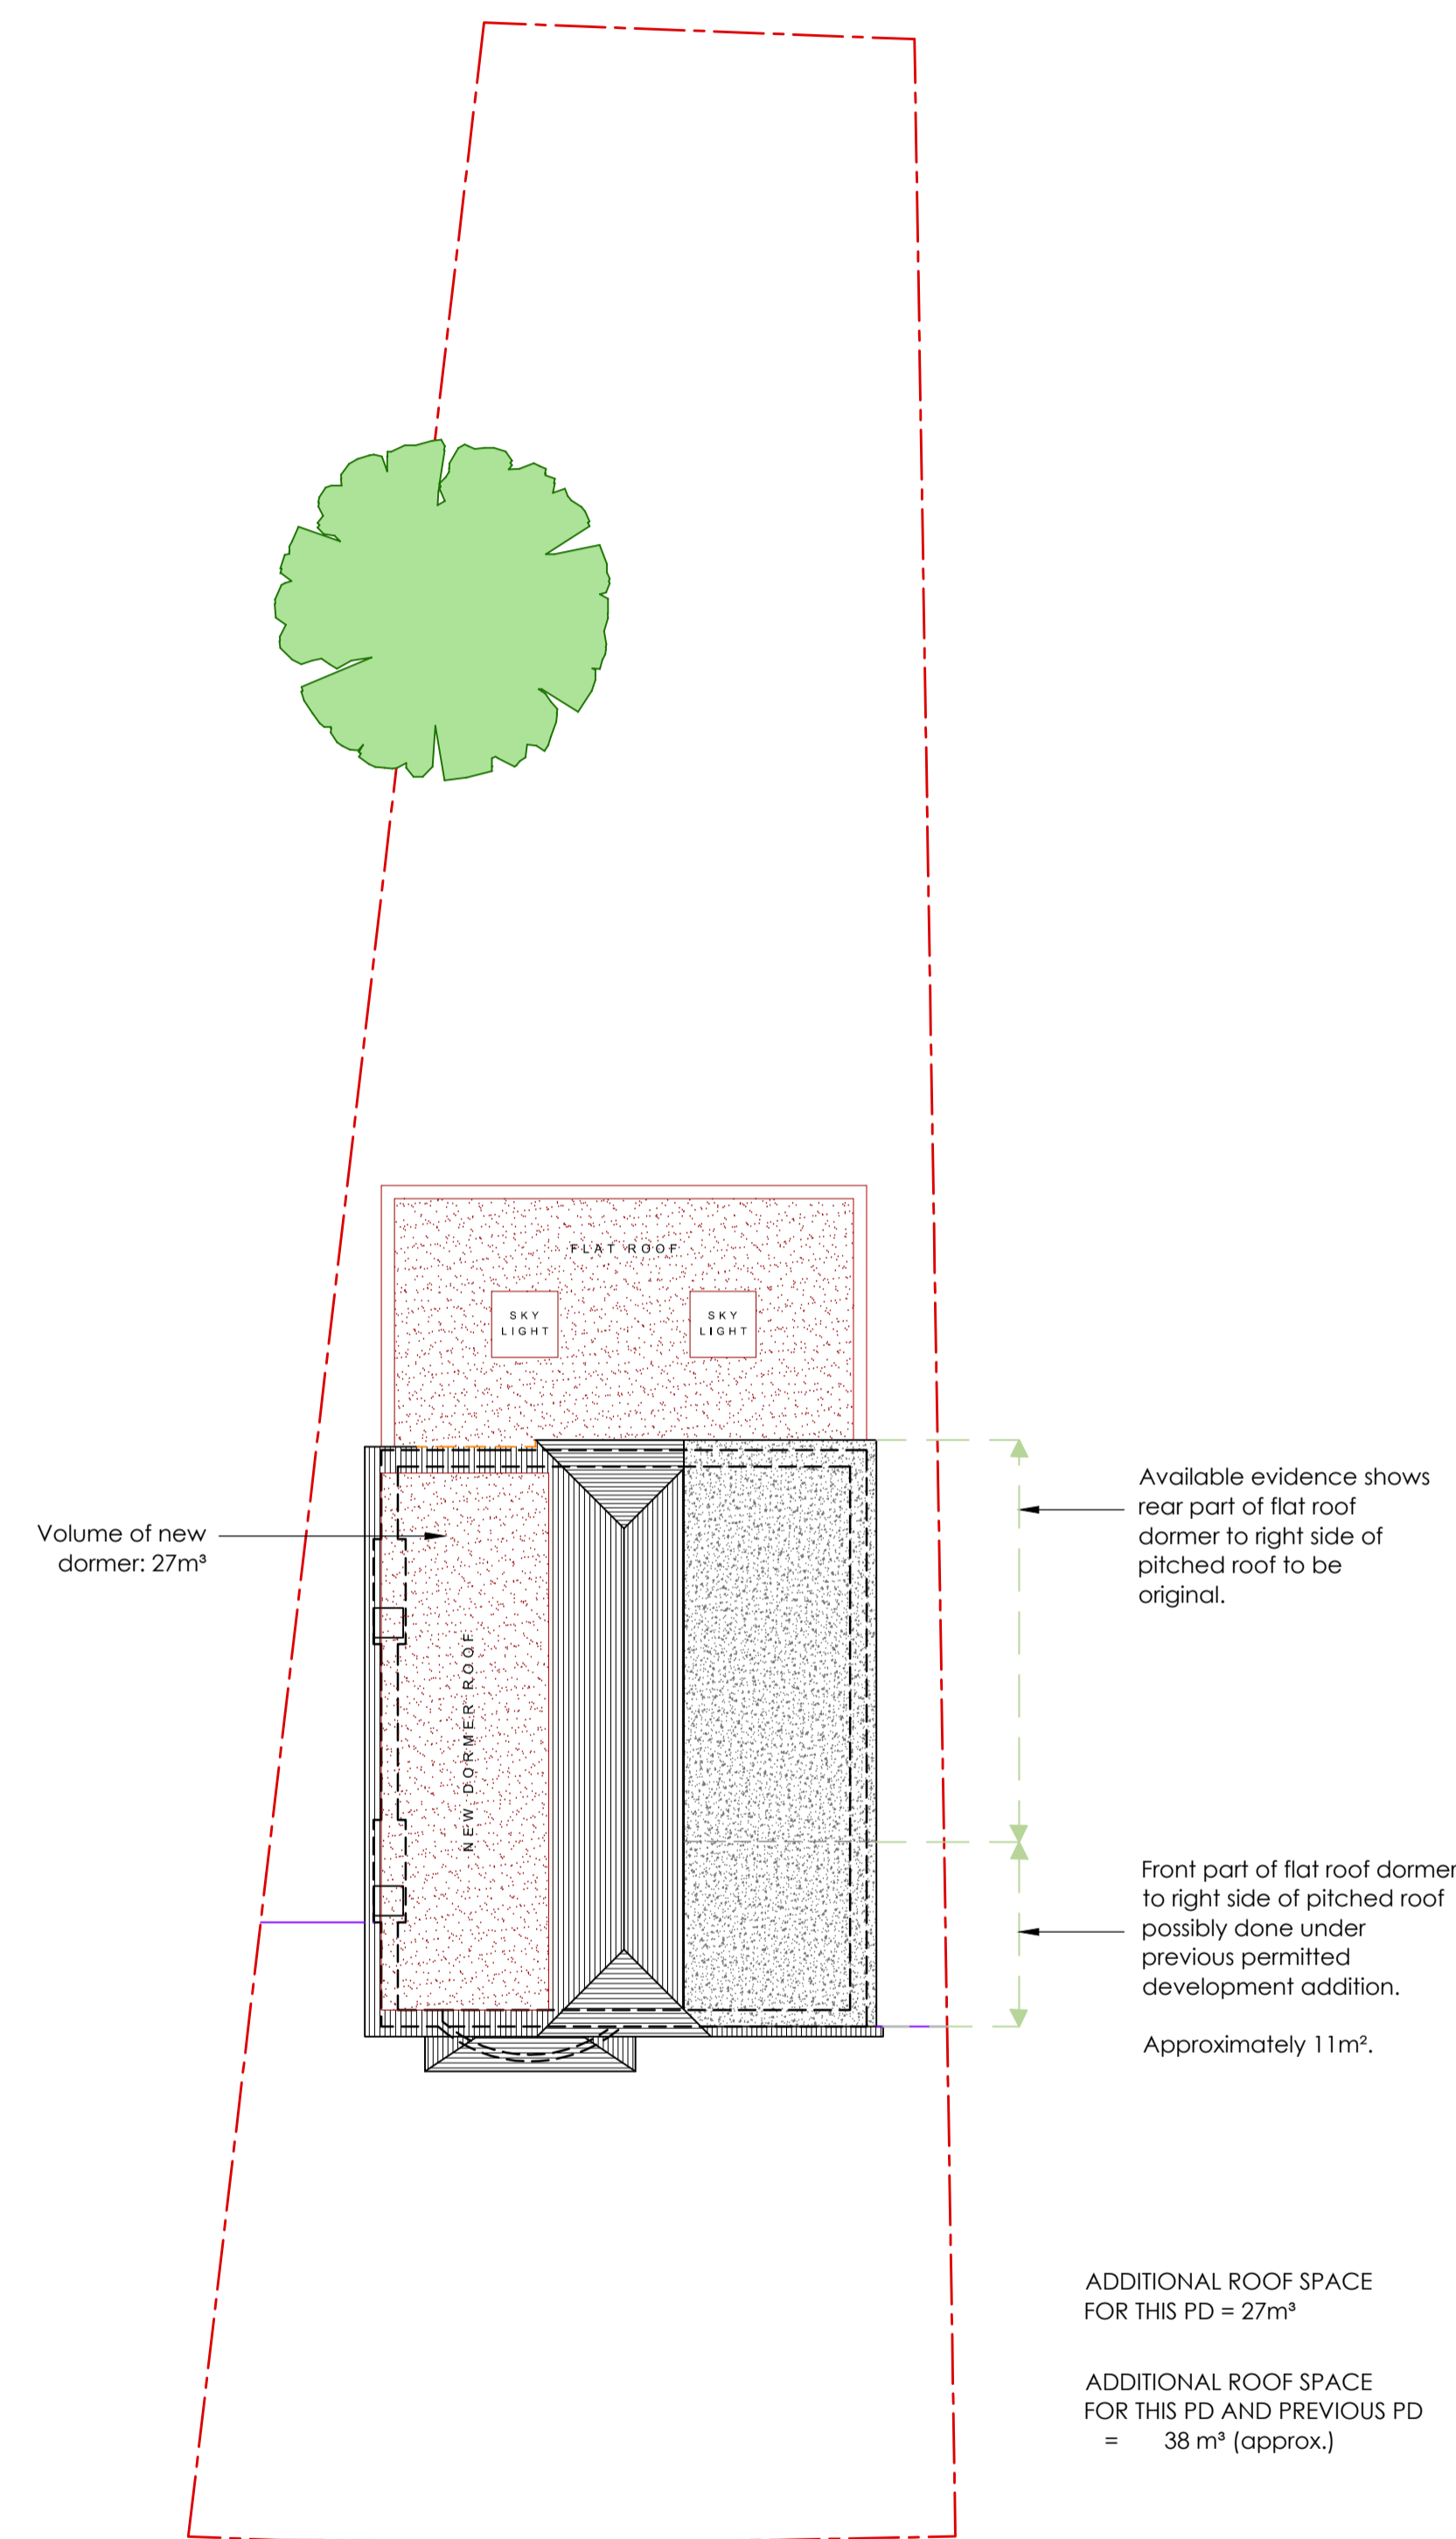 FLAT ROOF
SKY
LIGHT
SKY
LIGHT
Available evidence shows
rear part of flat roof
dormer to right side of
pitched roof to be
original.
Volume of new
dormer: 27m³
NEW DORMER ROOF
Front part of flat roof dormer
to right side of pitched roof
possibly done under
previous permitted
development addition.
Approximately 11m².
ADDITIONAL ROOF SPACE
FOR THIS PD = 27m³
ADDITIONAL ROOF SPACE
FOR THIS PD AND PREVIOUS PD
= 38 m³ (approx.)